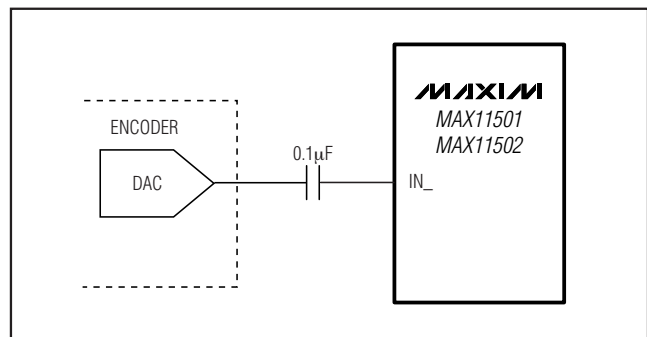 ENCODER
DAC
0.1μF
MAXIM
MAX11501
MAX11502
IN_